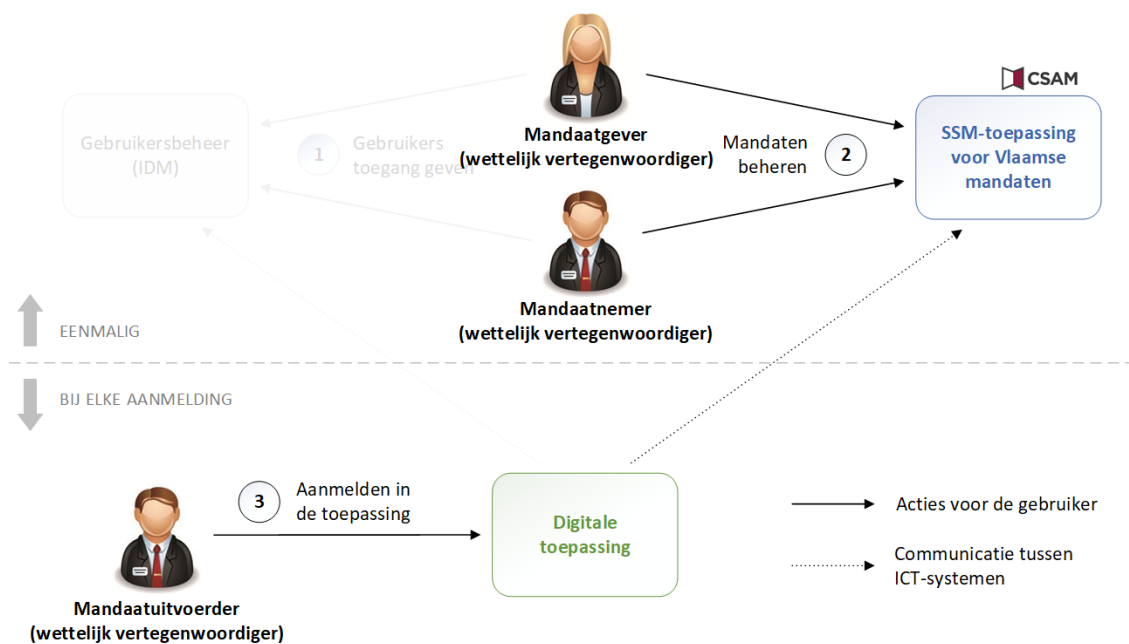 CSAM
Mandaatgever
(wettelijk vertegenwoordiger)
Gebruikersbeheer
(IDM)
1
Gebruikers
toegang geven
Mandaten
beheren
2
SSM-toepassing
voor Vlaamse
mandaten
Mandaatnemer
(wettelijk vertegenwoordiger)
EENMALIG
BIJ ELKE AANMELDING
3
Aanmelden in
de toepassing
Digitale
toepassing
Mandaatuitvoerder
(wettelijk vertegenwoordiger)
Acties voor de gebruiker
Communicatie tussen
ICT-systemen